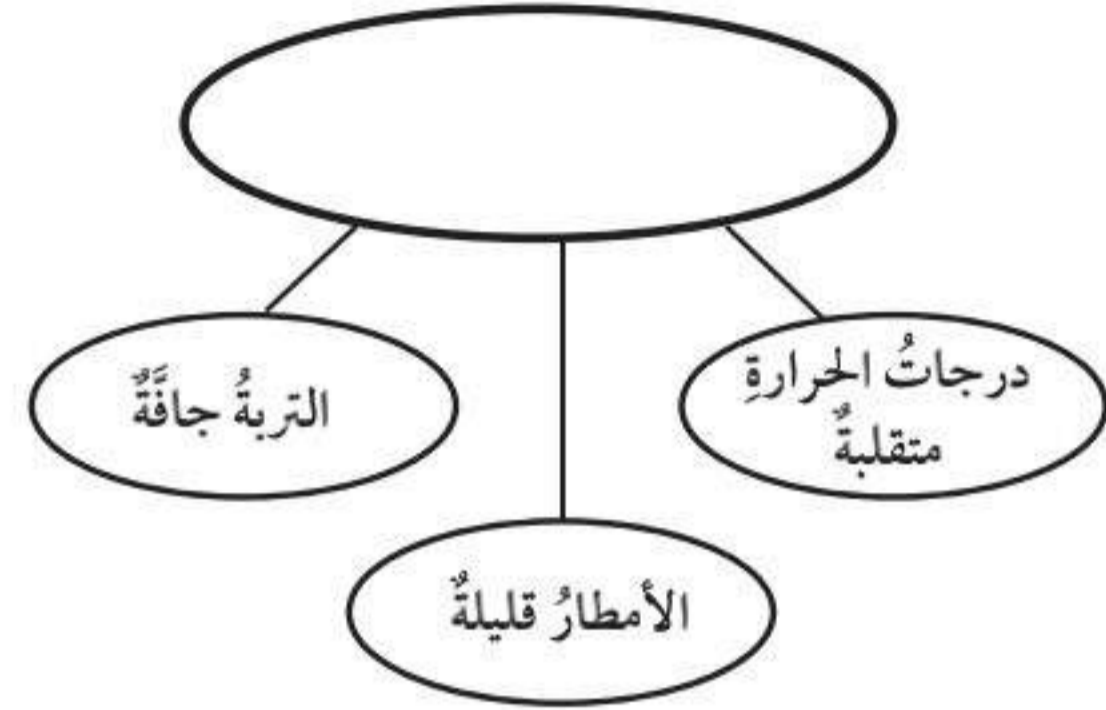 درجاتُ الحرارةِ
متقلبةٌ
التربةُ جافَّةٌ
الأمطارُ قليلةٌ